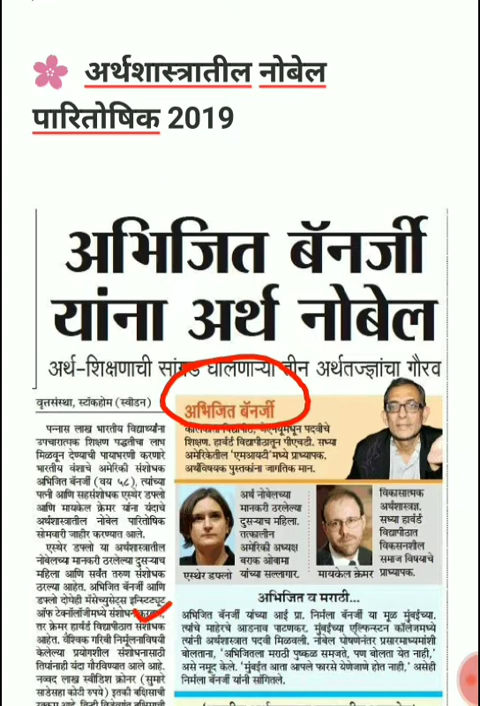 अर्थशास्त्रातील नोबेल
पारितोषिक 2019
अभिजित बॅनर्जी
यांना अर्थ नोबेल
अर्थ-शिक्षणाची सांगड घालणाऱ्या तीन अर्थतज्ज्ञांचा गौरव
वृत्तसंस्था, स्टॉकहोम (स्वीडन)
पन्नास लाख भारतीय विद्यार्थ्यांना
उपचारात्मक शिक्षण पद्धतीचा लाभ
मिळवून देण्याची पायाभरणी करणारे
भारतीय वंशाचे अमेरिकी संशोधक
अभिजित बॅनर्जी (वय ५८), त्यांच्या
पत्नी आणि सहसंशोधक एस्थेर डफ्लो
आणि मायकेल क्रेमर यांना यंदाचे
अर्थशास्त्रातील नोबेल पारितोषिक
सोमवारी जाहीर करण्यात आले.
एस्थेर डफ्लो या अर्थशास्त्रातील
नोबेलच्या मानकरी ठरलेल्या दुसऱ्याच
महिला आणि सर्वांत तरुण संशोधक
ठरल्या आहेत. अभिजित बॅनर्जी आणि
डफ्लो दोघेही मॅसेच्युसेट्स इन्स्टिट्यूट
ऑफ टेक्नॉलॉजीमध्ये संशोधन करतात,
तर क्रेमर हार्वर्ड विद्यापीठात संशोधक
आहेत. वैश्विक गरिबी निर्मूलनाविषयी
केलेल्या प्रयोगशील संशोधनासाठी
तिघांनाही यंदा गौरविण्यात आले आहे.
नव्वद लाख स्वीडिश क्रोनर (सुमारे
साडेसहा कोटी रुपये) इतकी बक्षिसाची
अभिजित बॅनर्जी
कोलकाता विद्यापीठ, जेएनयूमधून पदवीचे
शिक्षण. हार्वर्ड विद्यापीठातून पीएचडी. सध्या
अमेरिकेतील 'एमआयटी'मध्ये प्राध्यापक.
अर्थविषयक पुस्तकांना जागतिक मान.
अर्थ नोबेलच्या
मानकरी ठरलेल्या
दुसऱ्याच महिला.
तत्कालीन
अमेरिकी अध्यक्ष
बराक ओबामा
यांच्या सल्लागार.
एस्थेर डफ्लो
विकासात्मक
अर्थशास्त्रज्ञ.
सध्या हार्वर्ड
विद्यापीठात
विकसनशील
समाज विषयाचे
प्राध्यापक.
मायकेल क्रेमर
अभिजित व मराठी...
अभिजित बॅनर्जी यांच्या आई प्रा. निर्मला बॅनर्जी या मूळ मुंबईच्या.
त्यांचे माहेरचे आडनाव पाटणकर. मुंबईच्या एल्फिन्स्टन कॉलेजमध्ये
त्यांनी अर्थशास्त्रात पदवी मिळवली. नोबेल घोषणेनंतर प्रसारमाध्यमांशी
बोलताना, 'अभिजितला मराठी पुष्कळ समजते, पण बोलता येत नाही,'
असे नमूद केले. 'मुंबईत आता आपले फारसे येणेजाणे होत नाही,' असेही
निर्मला बॅनर्जी यांनी सांगितले.